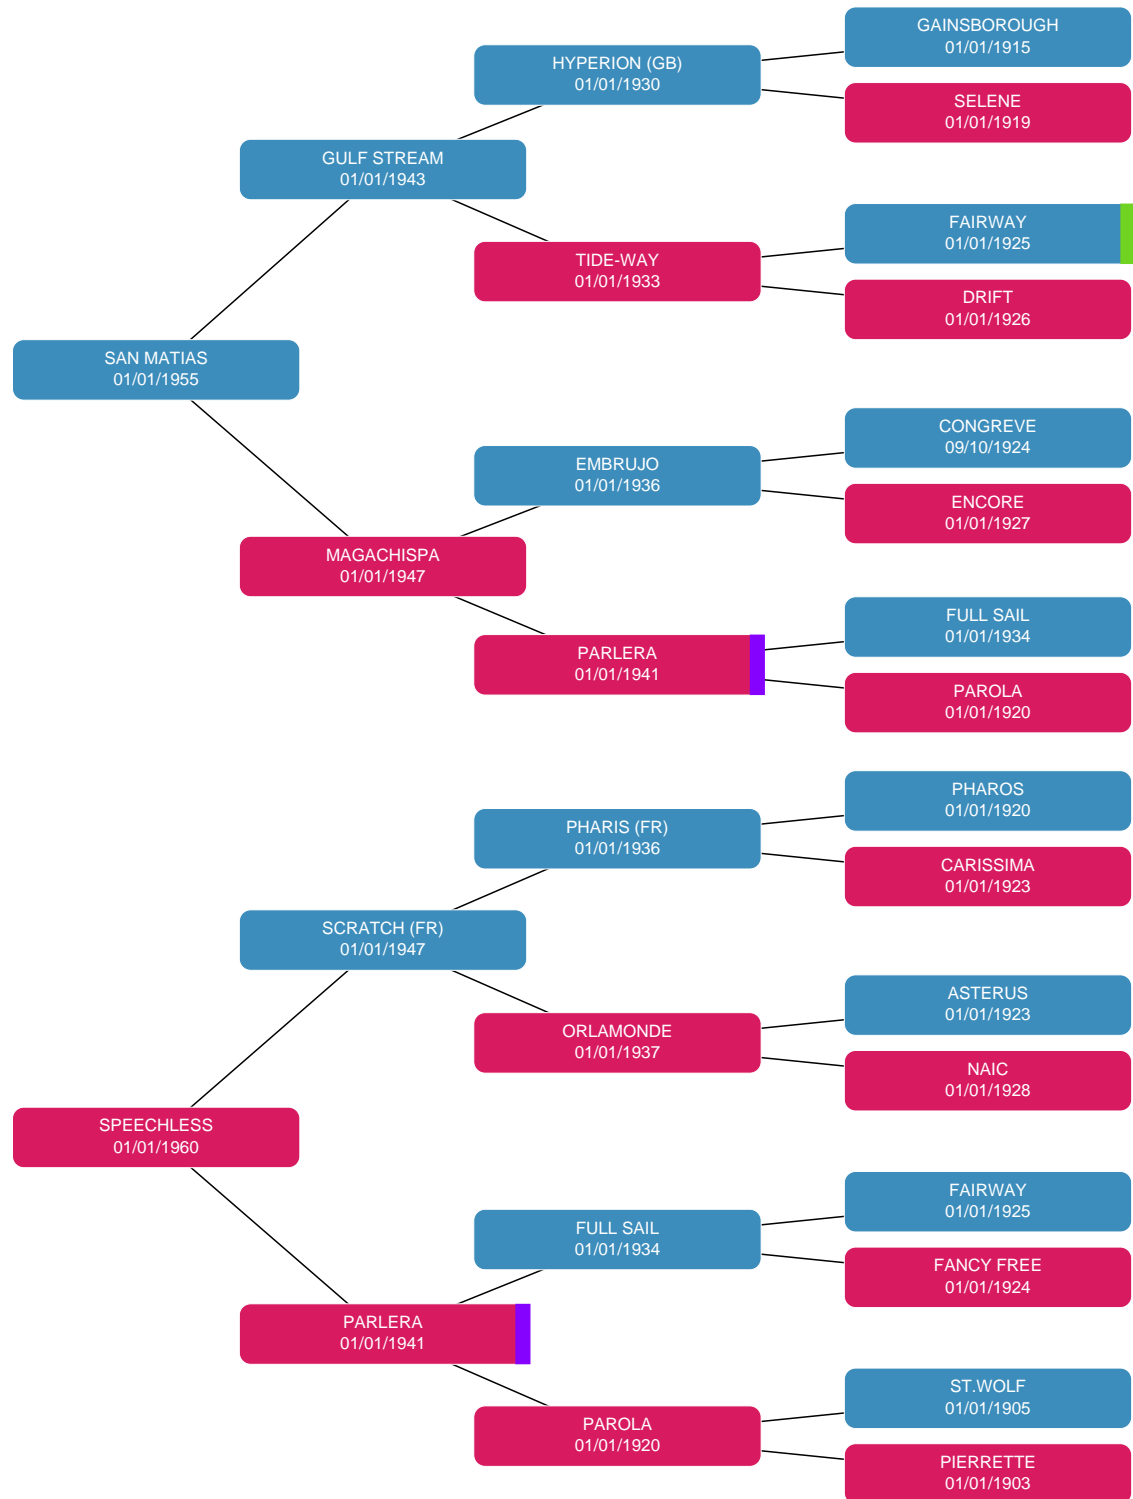 GAINSBOROUGH
01/01/1915
HYPERION (GB)
01/01/1930
SELENE
01/01/1919
GULF STREAM
01/01/1943
FAIRWAY
01/01/1925
TIDE-WAY
01/01/1933
DRIFT
01/01/1926
SAN MATIAS
01/01/1955
CONGREVE
09/10/1924
EMBRUJO
01/01/1936
ENCORE
01/01/1927
MAGACHISPA
01/01/1947
FULL SAIL
01/01/1934
PARLERA
01/01/1941
PAROLA
01/01/1920
PHAROS
01/01/1920
PHARIS (FR)
01/01/1936
CARISSIMA
01/01/1923
SCRATCH (FR)
01/01/1947
ASTERUS
01/01/1923
ORLAMONDE
01/01/1937
NAIC
01/01/1928
SPEECHLESS
01/01/1960
FAIRWAY
01/01/1925
FULL SAIL
01/01/1934
FANCY FREE
01/01/1924
PARLERA
01/01/1941
ST.WOLF
01/01/1905
PAROLA
01/01/1920
PIERRETTE
01/01/1903